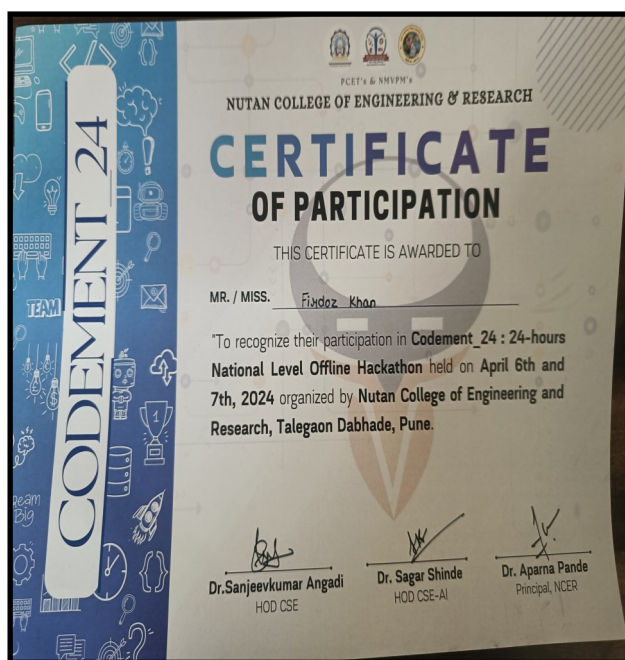 PCET's & NMVPM's
NUTAN COLLEGE OF ENGINEERING & RESEARCH
CERTIFICATE
OF PARTICIPATION
THIS CERTIFICATE IS AWARDED TO
MR. / MISS. Firdoz Khan
"To recognize their participation in Codement_24 : 24-hours
National Level Offline Hackathon held on April 6th and
7th, 2024 organized by Nutan College of Engineering and
Research, Talegaon Dabhade, Pune.
Dr.Sanjeevkumar Angadi
HOD CSE
Dr. Sagar Shinde
HOD CSE-AI
Dr. Aparna Pande
Principal, NCER
CODEMENT_24
TEAM
1
Dream
Big